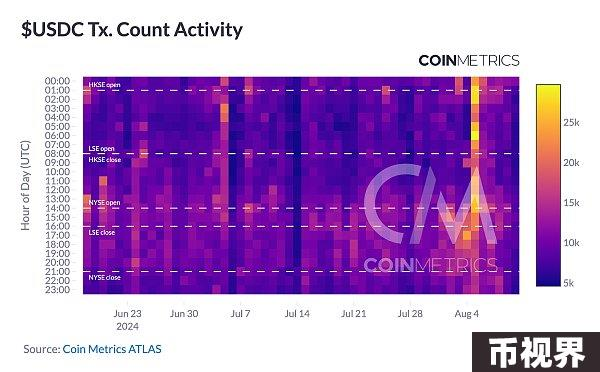 $USDC Tx. Count Activity
COINMETRICS
Hour of Day (UTC)
00:00
01:00
02:00
03:00
04:00
05:00
06:00
07:00
08:00
09:00
10:00
11:00
12:00
13:00
14:00
15:00
16:00
17:00
18:00
19:00
20:00
21:00
22:00
23:00
HKSE open
LSE open
HKSE close
NYSE open
LSE close
NYSE close
CM
COINMETRICS
25k
20k
15k
10k
5k
Jun 23
2024
Jun 30
Jul 7
Jul 14
Jul 21
Jul 28
Aug 4
Source: Coin Metrics ATLAS
币视界